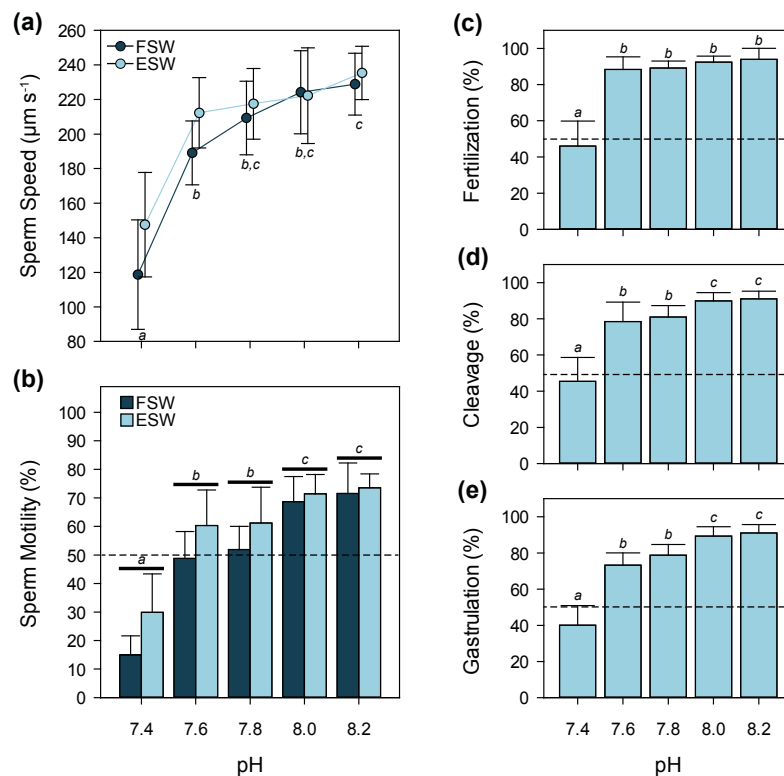 (a)
FSW
ESW
Sperm Speed (µm s⁻¹)
260
240
220
200
180
160
140
120
100
80
a
b
b,c
b,c
c
(b)
FSW
ESW
Sperm Motility (%)
100
90
80
70
60
50
40
30
20
10
0
a
b
b
c
c
7.4 7.6 7.8 8.0 8.2
pH
(c)
Fertilization (%)
100
80
60
40
20
0
a
b
b
b
b
(d)
Cleavage (%)
100
80
60
40
20
0
a
b
b
c
c
(e)
Gastrulation (%)
100
80
60
40
20
0
a
b
b
c
c
7.4 7.6 7.8 8.0 8.2
pH